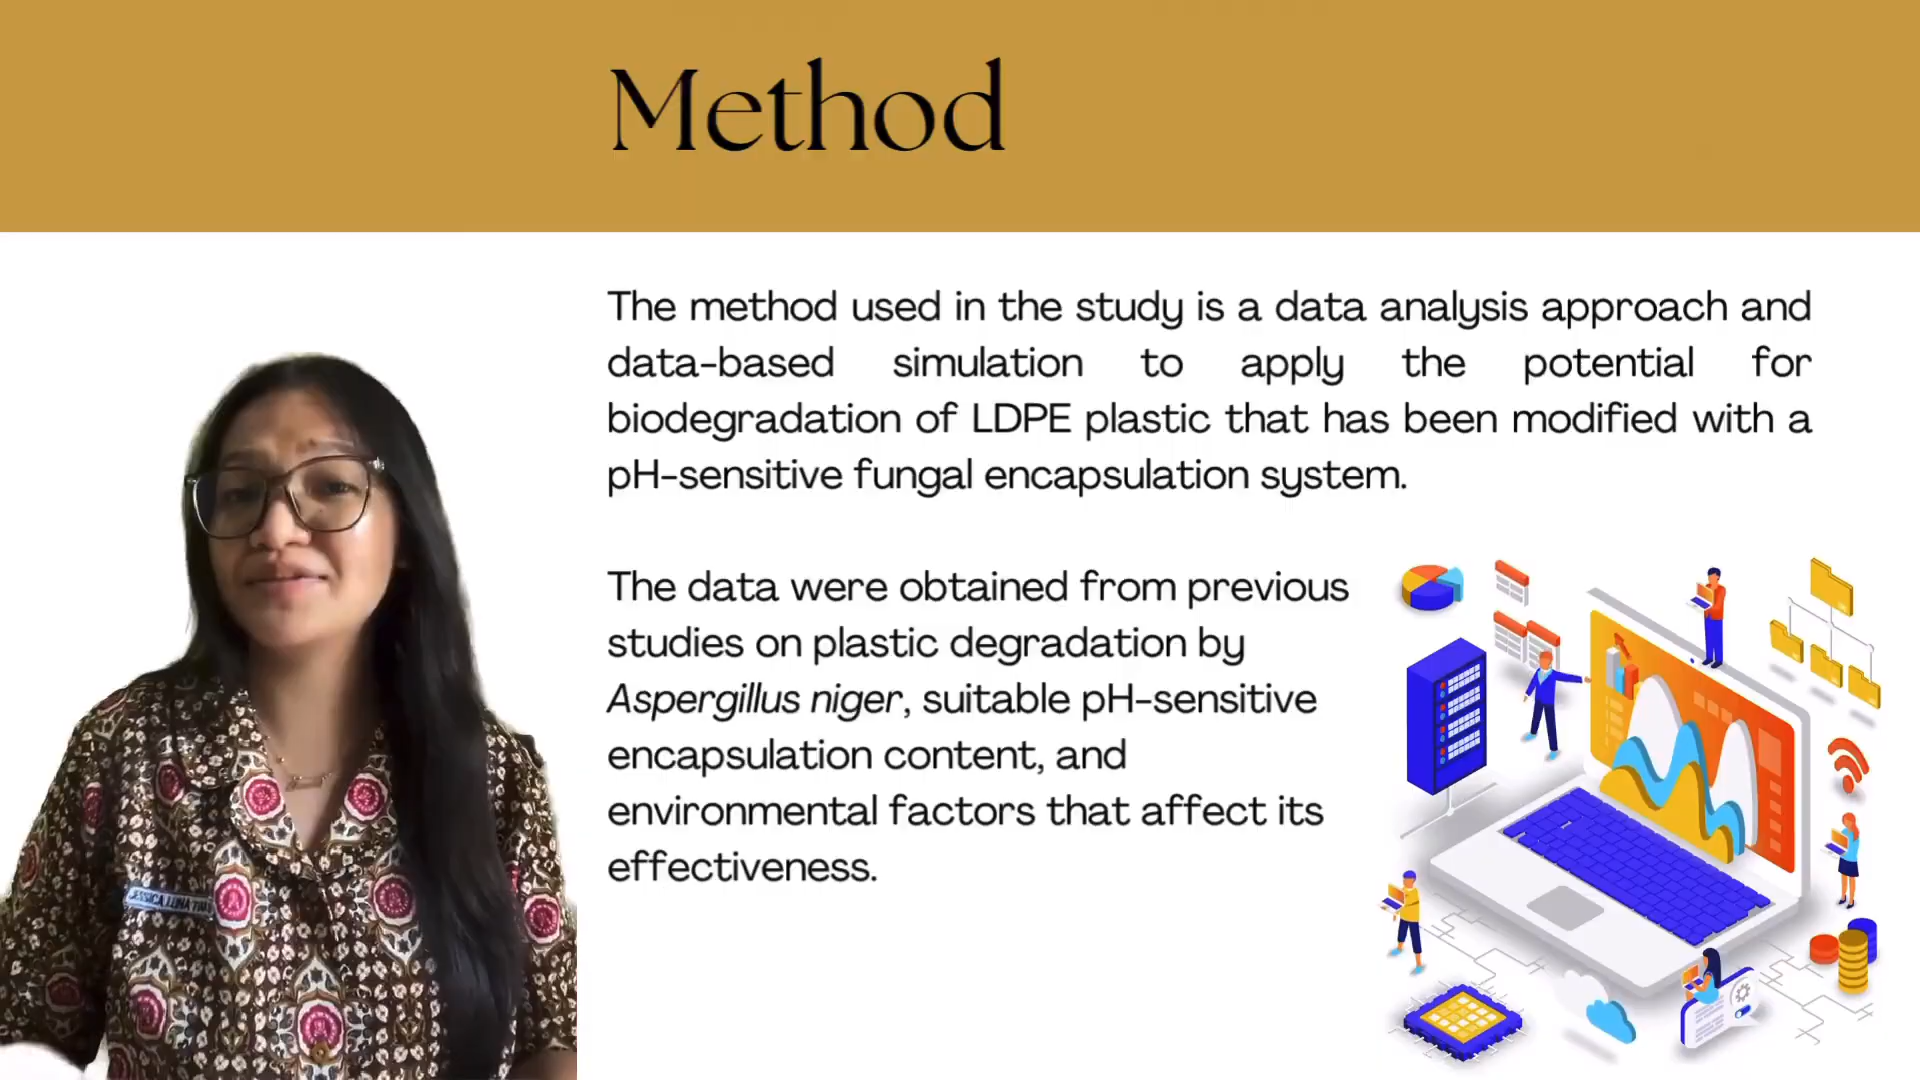 Method
The method used in the study is a data analysis approach and
data-based simulation to apply the potential for
biodegradation of LDPE plastic that has been modified with a
pH-sensitive fungal encapsulation system.
The data were obtained from previous
studies on plastic degradation by
Aspergillus niger, suitable pH-sensitive
encapsulation content, and
environmental factors that affect its
effectiveness.
JESSICA LUNA